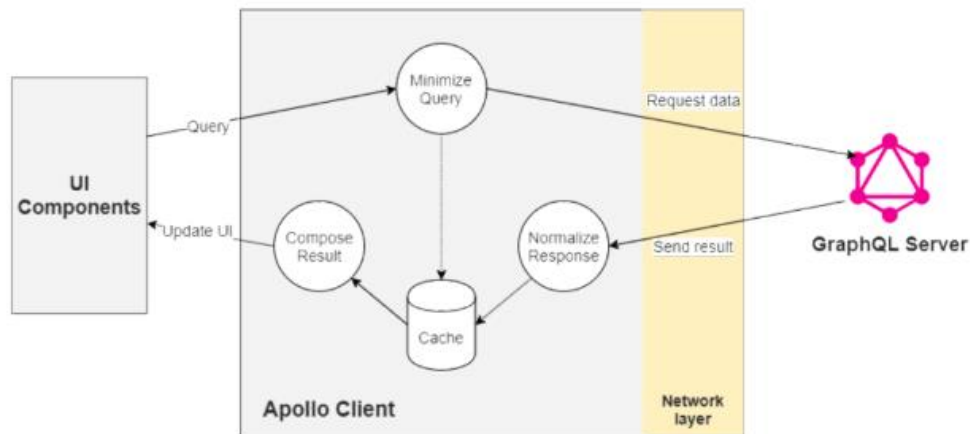 Minimize
Query
Request data
Query
UI
Components
Update UI
Compose
Result
Normalize
Response
Send result
GraphQL Server
Cache
Apollo Client
Network
layer